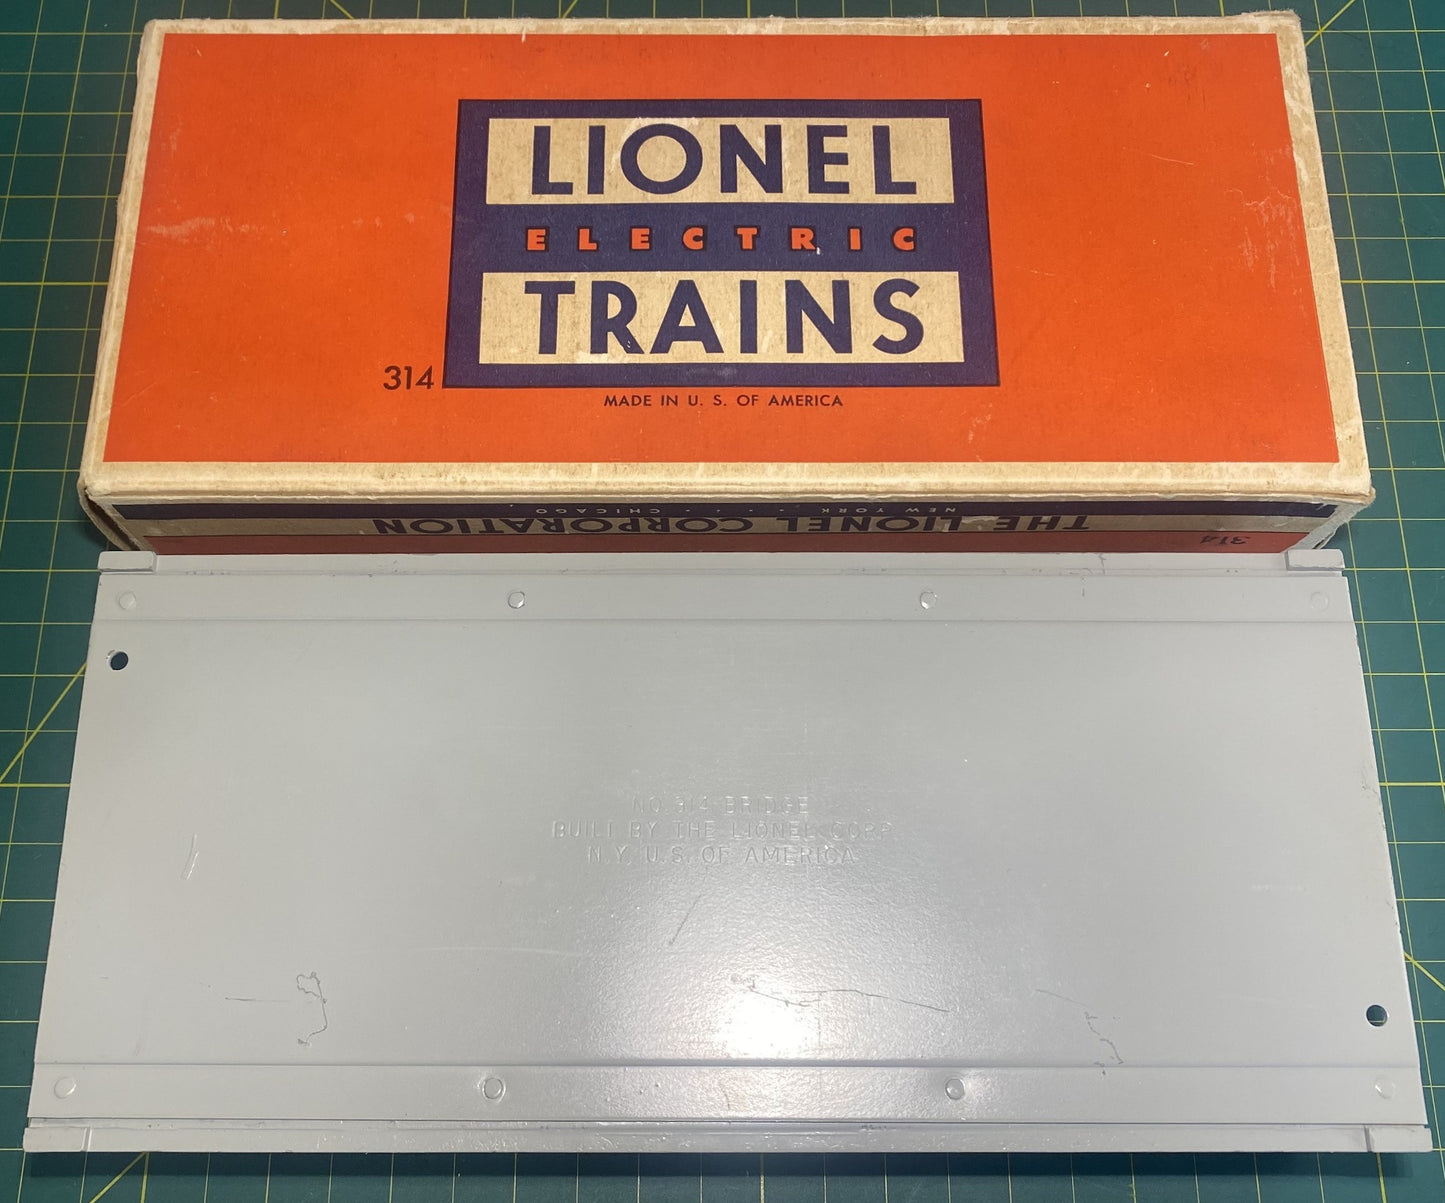 LIONEL
ELECTRIC
TRAINS
314
MADE IN U. S. OF AMERICA
314
THE LIONEL CORPORATION
NEW YORK · · · CHICAGO
NO. 314 BRIDGE
BUILT BY THE LIONEL CORP.
N.Y. U.S. OF AMERICA